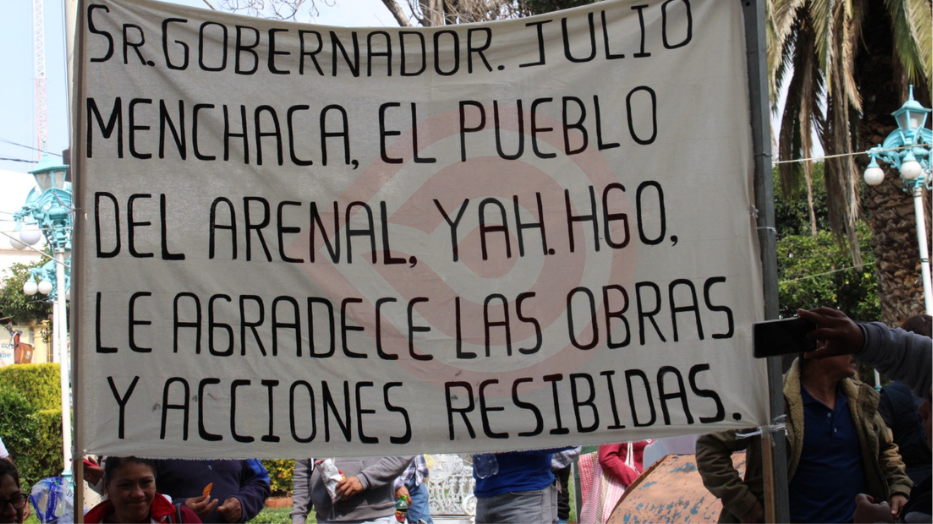 SR. GOBERNADOR. JULIO
MENCHACA, EL PUEBLO
DEL ARENAL, YAH. HGO,
LE AGRADECE LAS OBRAS
Y ACCIONES RESIBIDAS.